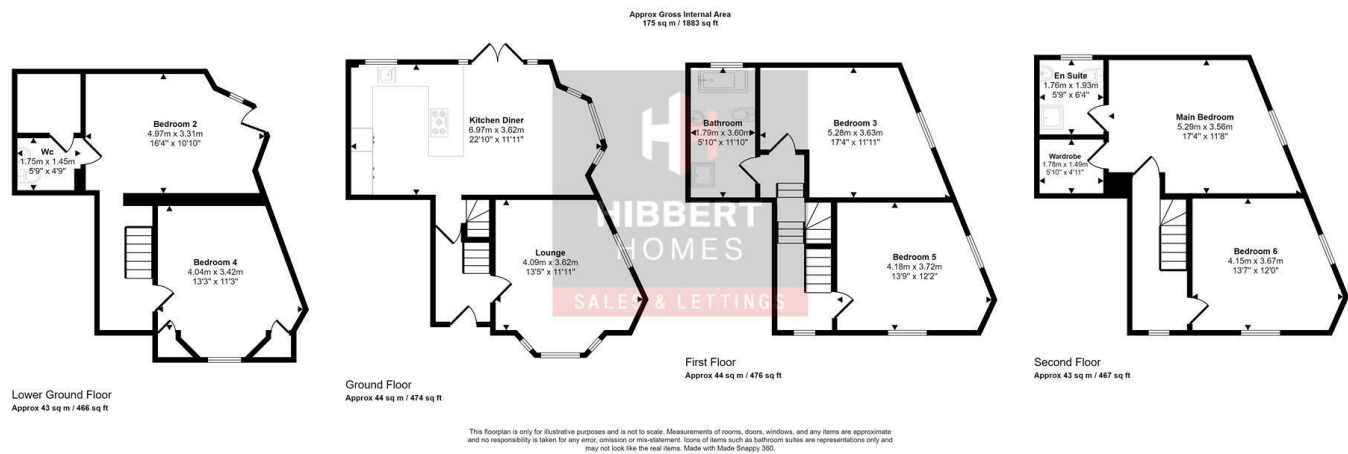 Approx Gross Internal Area
175 sq m / 1883 sq ft
Bedroom 2
4.97m x 3.31m
16'4" x 10'10"
Wc
1.75m x 1.45m
5'9" x 4'9"
Bedroom 4
4.04m x 3.42m
13'3" x 11'3"
Lower Ground Floor
Approx 43 sq m / 466 sq ft
Kitchen Diner
6.97m x 3.62m
22'10" x 11'11"
Lounge
4.09m x 3.62m
13'5" x 11'11"
Ground Floor
Approx 44 sq m / 474 sq ft
Bathroom
1.79m x 3.60m
5'10" x 11'10"
Bedroom 3
5.28m x 3.63m
17'4" x 11'11"
Bedroom 5
4.18m x 3.72m
13'9" x 12'2"
First Floor
Approx 44 sq m / 476 sq ft
En Suite
1.76m x 1.93m
5'9" x 6'4"
Main Bedroom
5.29m x 3.56m
17'4" x 11'8"
Wardrobe
1.78m x 1.49m
5'10" x 4'11"
Bedroom 6
4.15m x 3.67m
13'7" x 12'0"
Second Floor
Approx 43 sq m / 467 sq ft
HIBBERT
HOMES
SALES & LETTINGS
This floorplan is only for illustrative purposes and is not to scale. Measurements of rooms, doors, windows, and any items are approximate
and no responsibility is taken for any error, omission or mis-statement. Icons of items such as bathroom suites are representations only and
may not look like the real items. Made with Made Snappy 360.